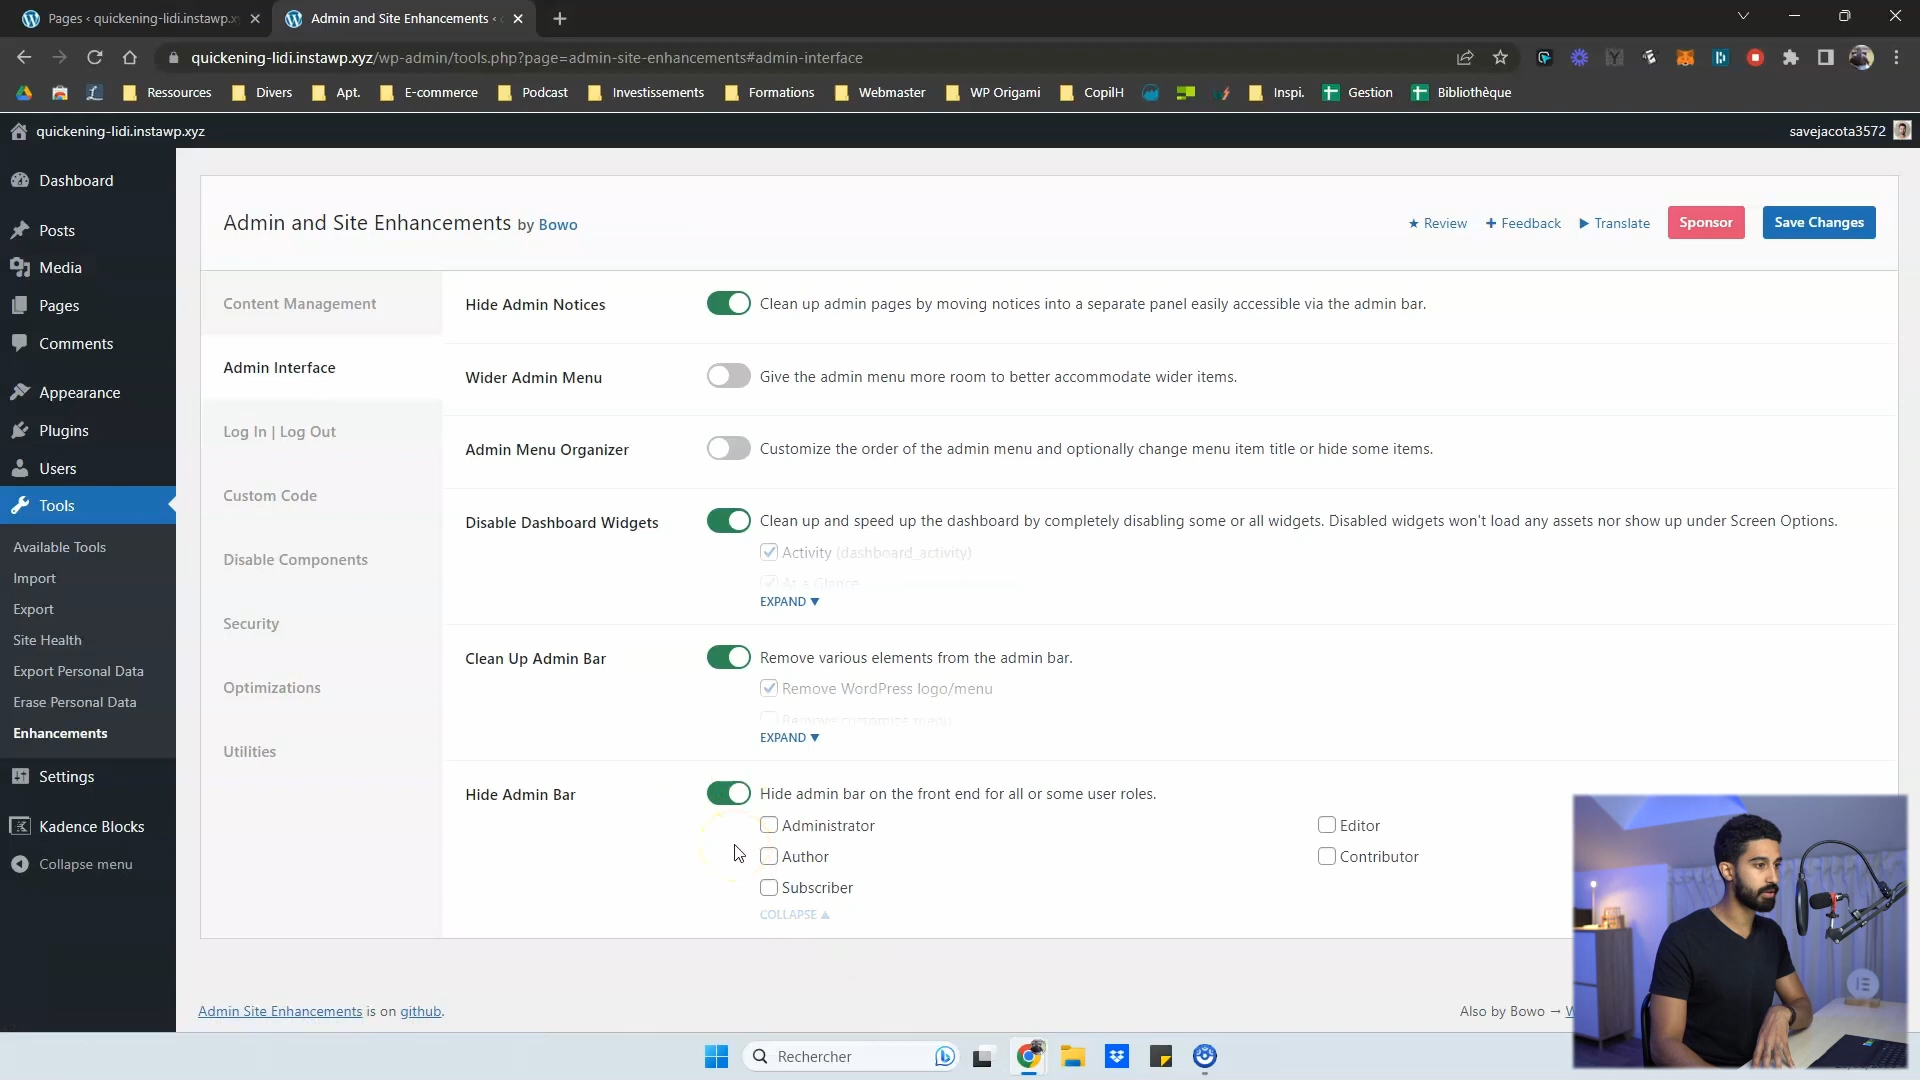 Pages ‹ quickening-lidi.instawp.xy
Admin and Site Enhancements ‹
quickening-lidi.instawp.xyz/wp-admin/tools.php?page=admin-site-enhancements#admin-interface
Ressources
Divers
Apt.
E-commerce
Podcast
Investissements
Formations
Webmaster
WP Origami
CopilH
Inspi.
Gestion
Bibliothèque
quickening-lidi.instawp.xyz
savejacota3572
Dashboard
Posts
Media
Pages
Comments
Appearance
Plugins
Users
Tools
Available Tools
Import
Export
Site Health
Export Personal Data
Erase Personal Data
Enhancements
Settings
Kadence Blocks
Collapse menu
Admin and Site Enhancements by Bowo
Review
Feedback
Translate
Sponsor
Save Changes
Content Management
Admin Interface
Log In | Log Out
Custom Code
Disable Components
Security
Optimizations
Utilities
Hide Admin Notices
Clean up admin pages by moving notices into a separate panel easily accessible via the admin bar.
Wider Admin Menu
Give the admin menu more room to better accommodate wider items.
Admin Menu Organizer
Customize the order of the admin menu and optionally change menu item title or hide some items.
Disable Dashboard Widgets
Clean up and speed up the dashboard by completely disabling some or all widgets. Disabled widgets won't load any assets nor show up under Screen Options.
Activity (dashboard_activity)
At a Glance
EXPAND ▼
Clean Up Admin Bar
Remove various elements from the admin bar.
Remove WordPress logo/menu
Remove customize menu
EXPAND ▼
Hide Admin Bar
Hide admin bar on the front end for all or some user roles.
Administrator
Editor
Author
Contributor
Subscriber
COLLAPSE ▲
Admin Site Enhancements is on github.
Also by Bowo → W
Rechercher